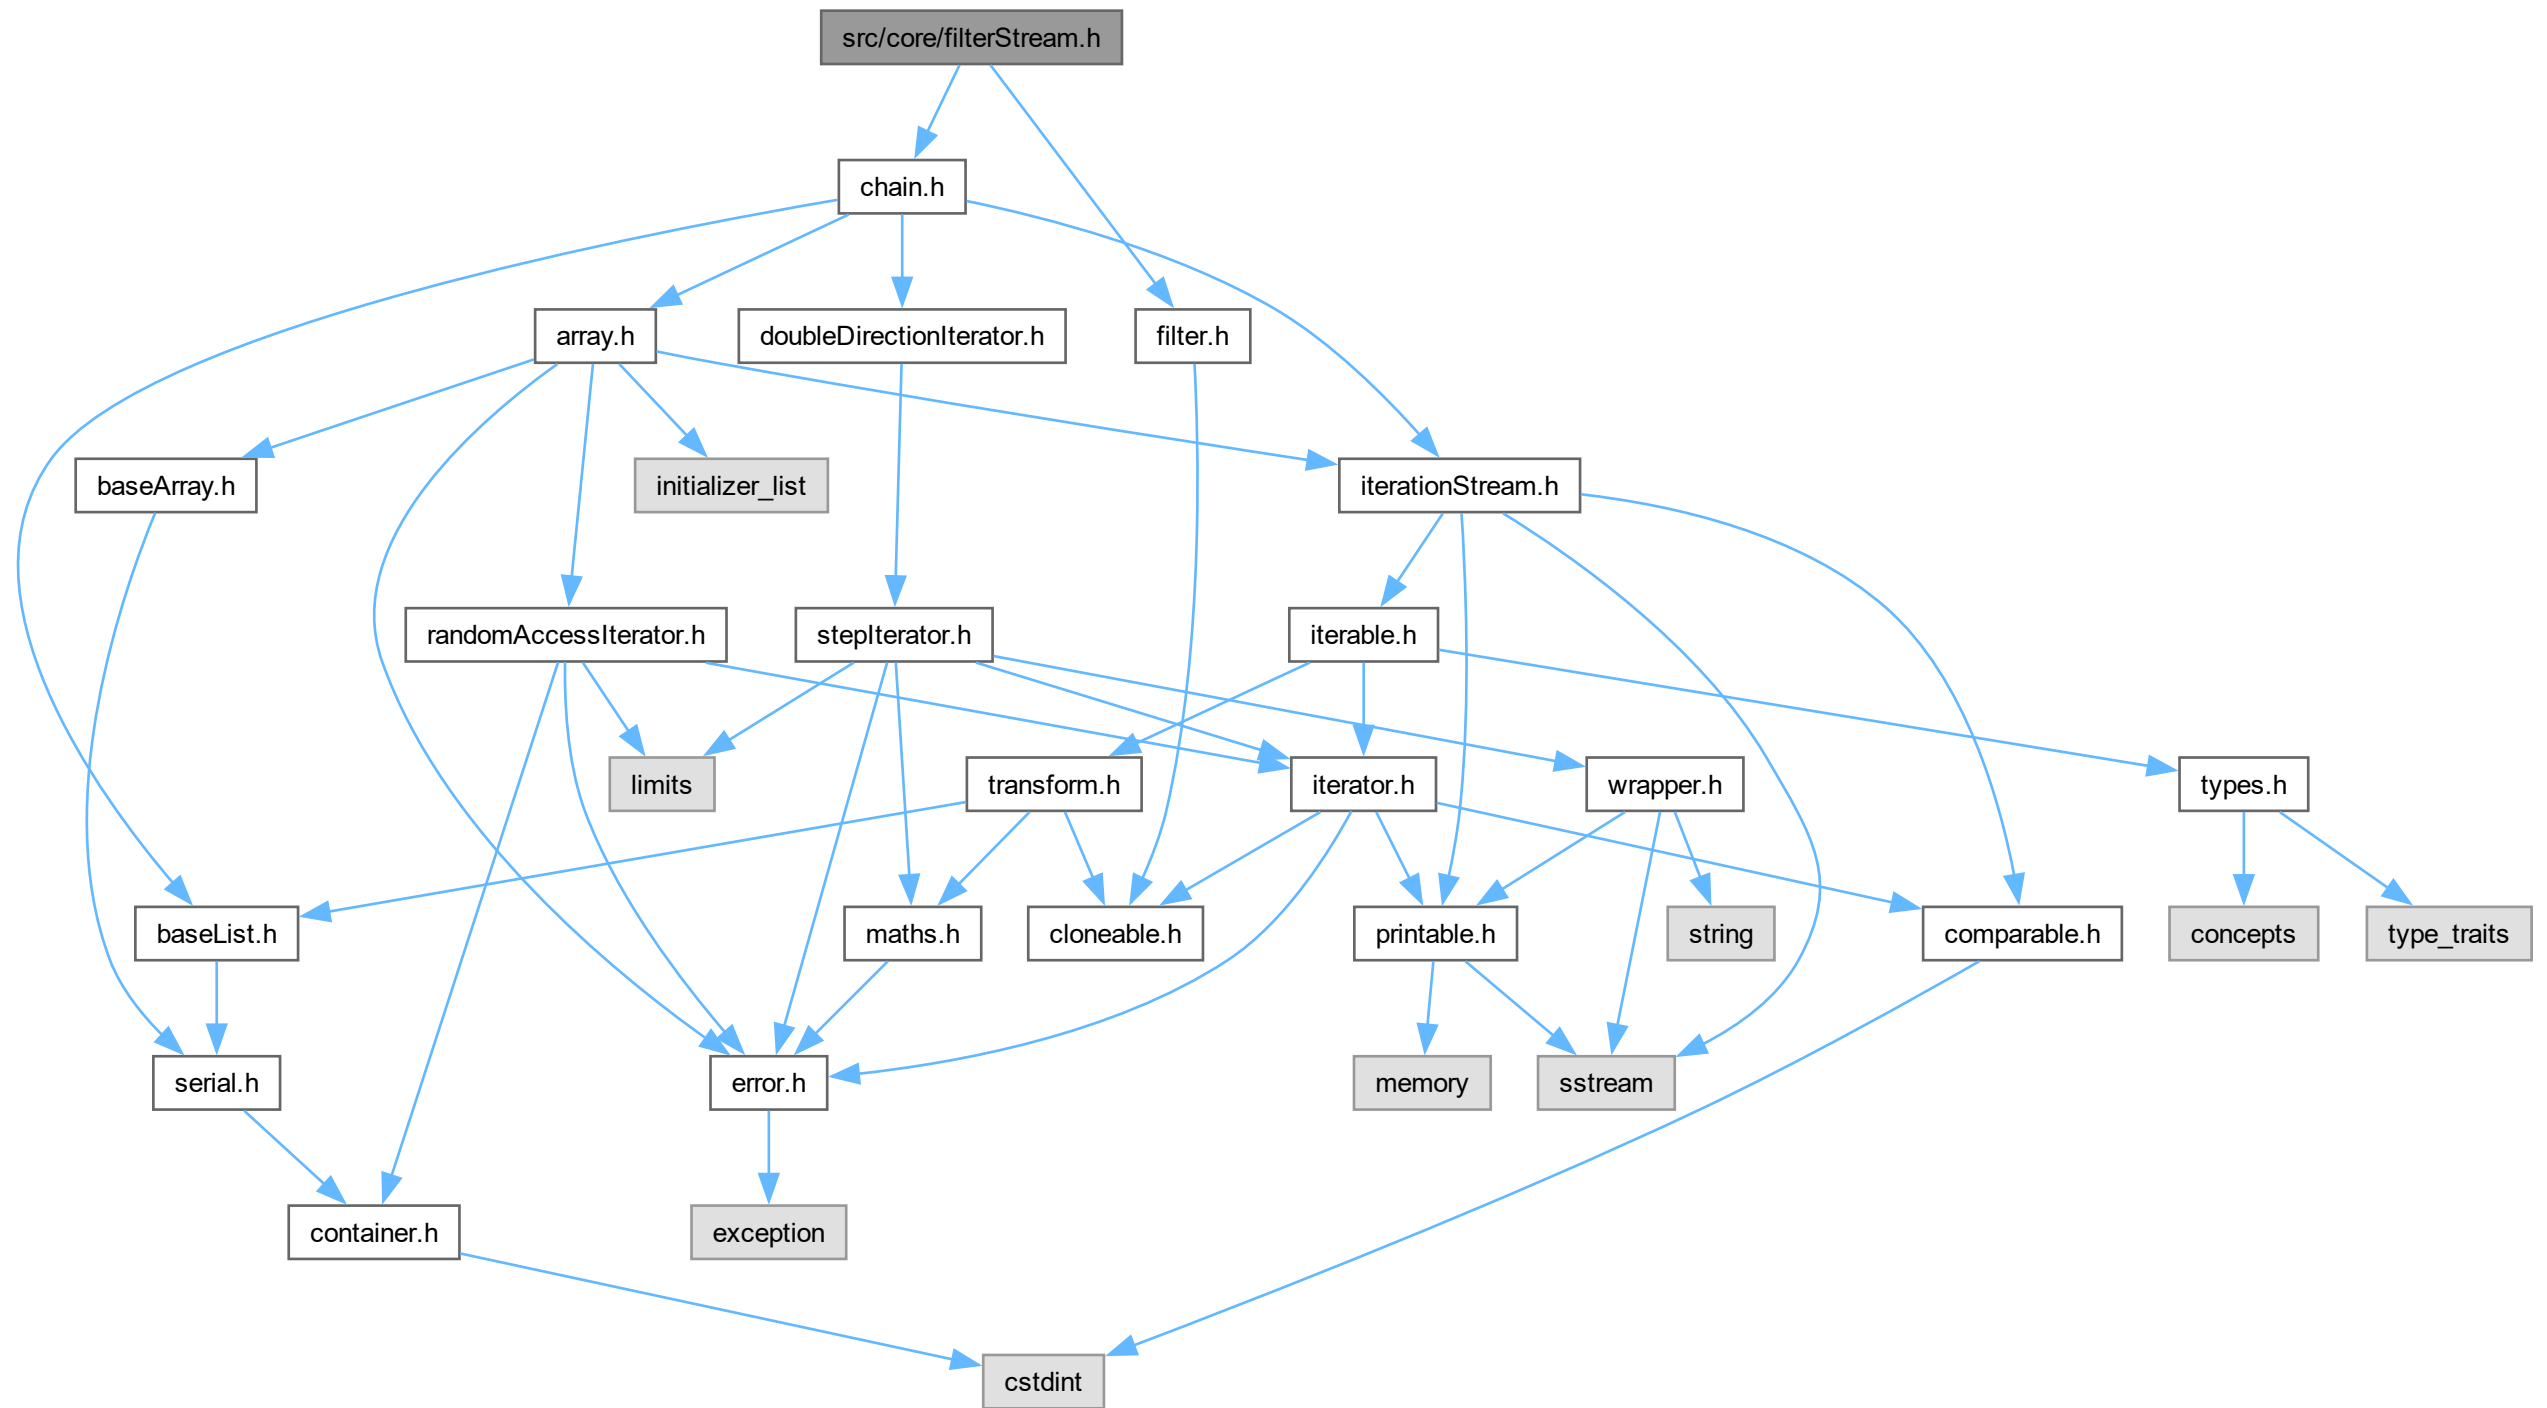 src/core/filterStream.h
chain.h
array.h
doubleDirectionIterator.h
filter.h
baseArray.h
initializer_list
iterationStream.h
randomAccessIterator.h
stepIterator.h
iterable.h
limits
transform.h
iterator.h
wrapper.h
types.h
baseList.h
maths.h
cloneable.h
printable.h
string
comparable.h
concepts
type_traits
serial.h
error.h
memory
sstream
container.h
exception
cstdint